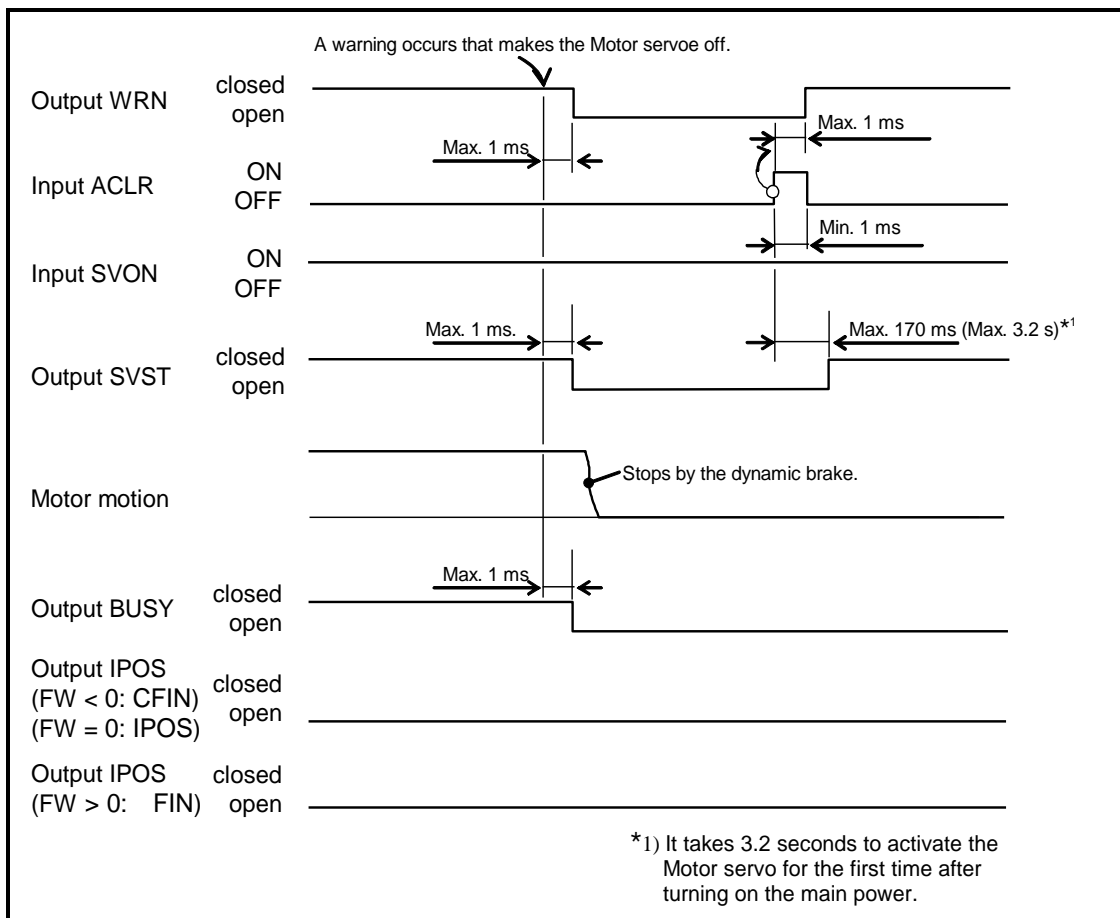 A warning occurs that makes the Motor servoe off.
Output WRN
closed
open
Max. 1 ms
Max. 1 ms
Input ACLR
ON
OFF
Min. 1 ms
Input SVON
ON
OFF
Max. 1 ms.
Max. 170 ms (Max. 3.2 s)*1
Output SVST
closed
open
Stops by the dynamic brake.
Motor motion
Max. 1 ms
Output BUSY
closed
open
Output IPOS
(FW < 0: CFIN)
(FW = 0: IPOS)
closed
open
Output IPOS
(FW > 0: FIN)
closed
open
*1) It takes 3.2 seconds to activate the
Motor servo for the first time after
turning on the main power.